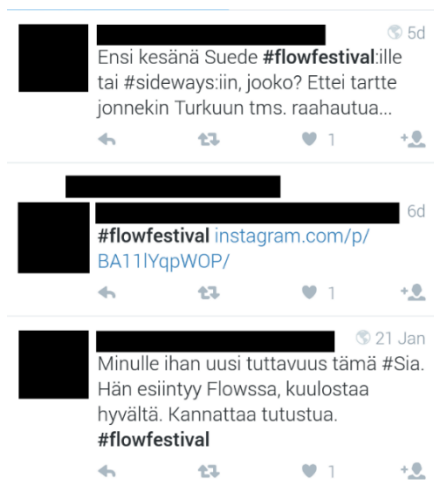 5d
Ensi kesänä Suede #flowfestival:ille
tai #sideways:iin, jooko? Ettei tartte
jonnekin Turkuun tms. raahautua...
1
6d
#flowfestival instagram.com/p/
BA11lYqpWOP/
1
21 Jan
Minulle ihan uusi tuttavuus tämä #Sia.
Hän esiintyy Flowssa, kuulostaa
hyvältä. Kannattaa tutustua.
#flowfestival
1